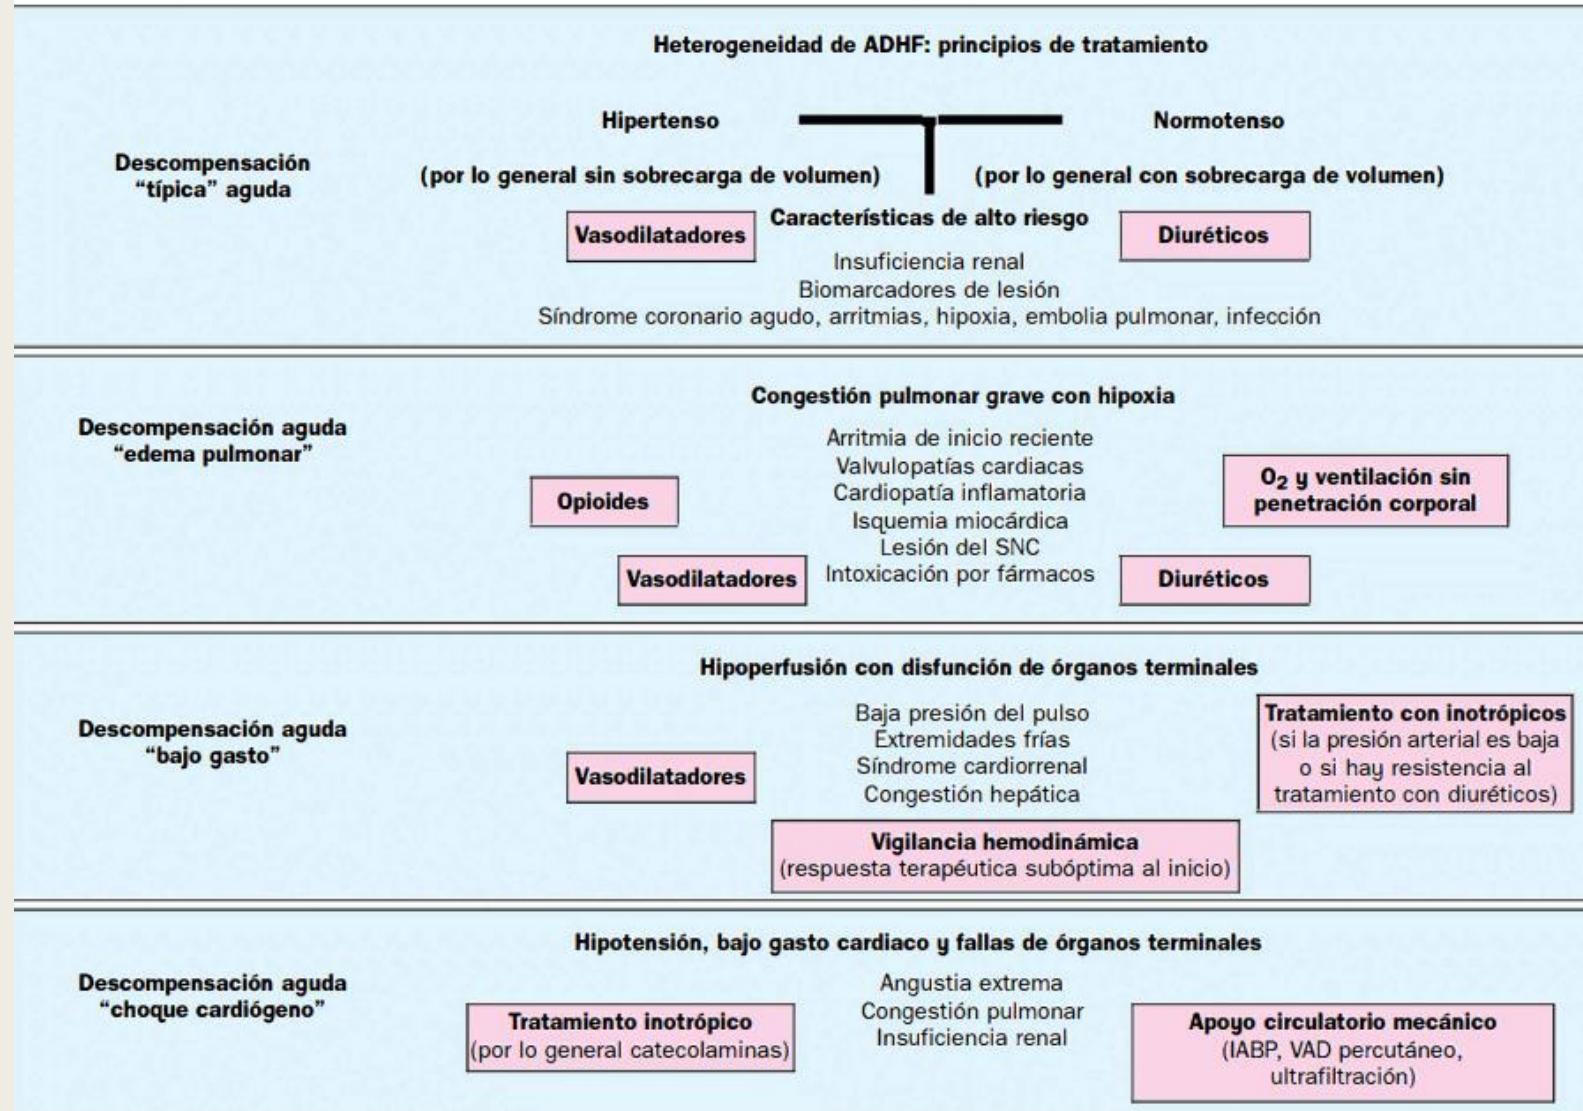 Heterogeneidad de ADHF: principios de tratamiento
Hipertenso
Normotenso
Descompensación
“típica” aguda
(por lo general sin sobrecarga de volumen)
(por lo general con sobrecarga de volumen)
Vasodilatadores
Características de alto riesgo
Diuréticos
Insuficiencia renal
Biomarcadores de lesión
Síndrome coronario agudo, arritmias, hipoxia, embolia pulmonar, infección
Congestión pulmonar grave con hipoxia
Descompensación aguda
“edema pulmonar”
Arritmia de inicio reciente
Valvulopatías cardiacas
Cardiopatía inflamatoria
Isquemia miocárdica
Lesión del SNC
Intoxicación por fármacos
Opioides
O2 y ventilación sin
penetración corporal
Vasodilatadores
Diuréticos
Hipoperfusión con disfunción de órganos terminales
Descompensación aguda
“bajo gasto”
Baja presión del pulso
Extremidades frías
Síndrome cardiorrenal
Congestión hepática
Vasodilatadores
Tratamiento con inotrópicos
(si la presión arterial es baja
o si hay resistencia al
tratamiento con diuréticos)
Vigilancia hemodinámica
(respuesta terapéutica subóptima al inicio)
Hipotensión, bajo gasto cardiaco y fallas de órganos terminales
Descompensación aguda
“choque cardiógeno”
Angustia extrema
Congestión pulmonar
Insuficiencia renal
Tratamiento inotrópico
(por lo general catecolaminas)
Apoyo circulatorio mecánico
(IABP, VAD percutáneo,
ultrafiltración)